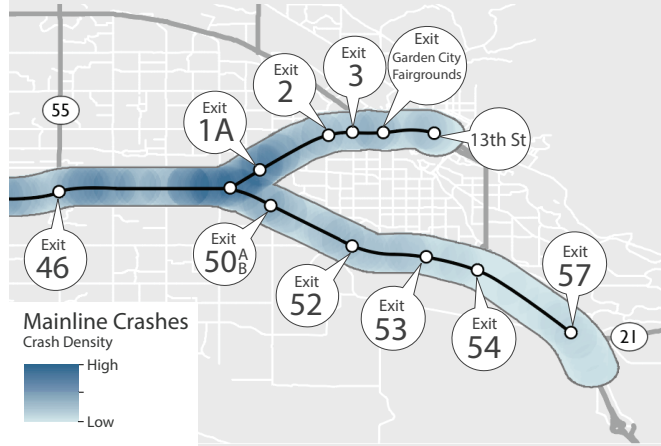 Exit
Garden City
Fairgrounds
Exit
3
Exit
2
55
Exit
1A
13th St
Exit
46
Exit
50 A
B
Exit
52
Exit
53
Exit
54
Exit
57
21
Mainline Crashes
Crash Density
High
Low